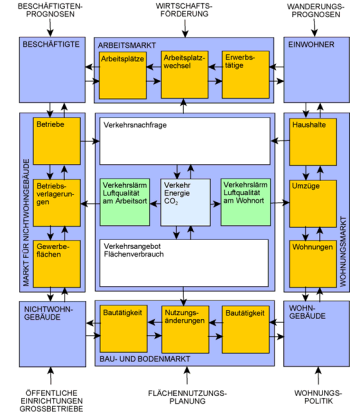 BESCHÄFTIGTEN-
PROGNOSEN
WIRTSCHAFTS-
FÖRDERUNG
WANDERUNGS-
PROGNOSEN
BESCHÄFTIGTE
ARBEITSMARKT
EINWOHNER
Arbeitsplätze
Arbeitsplatz-
wechsel
Erwerbs-
tätige
MARKT FÜR NICHTWOHNGEBÄUDE
Betriebe
Verkehrsnachfrage
Haushalte
Betriebs-
verlagerun-
gen
Verkehrslärm
Luftqualität
am Arbeitsort
Verkehr
Energie
CO2
Verkehrslärm
Luftqualität
am Wohnort
Umzüge
WOHNUNGSMARKT
Gewerbe-
flächen
Verkehrsangebot
Flächenverbrauch
Wohnungen
NICHTWOHN-
GEBÄUDE
Bautätigkeit
Nutzungs-
änderungen
Bautätigkeit
WOHN-
GEBÄUDE
BAU- UND BODENMARKT
ÖFFENTLICHE
EINRICHTUNGEN
GROSSBETRIEBE
FLÄCHENNUTZUNGS-
PLANUNG
WOHNUNGS-
POLITIK